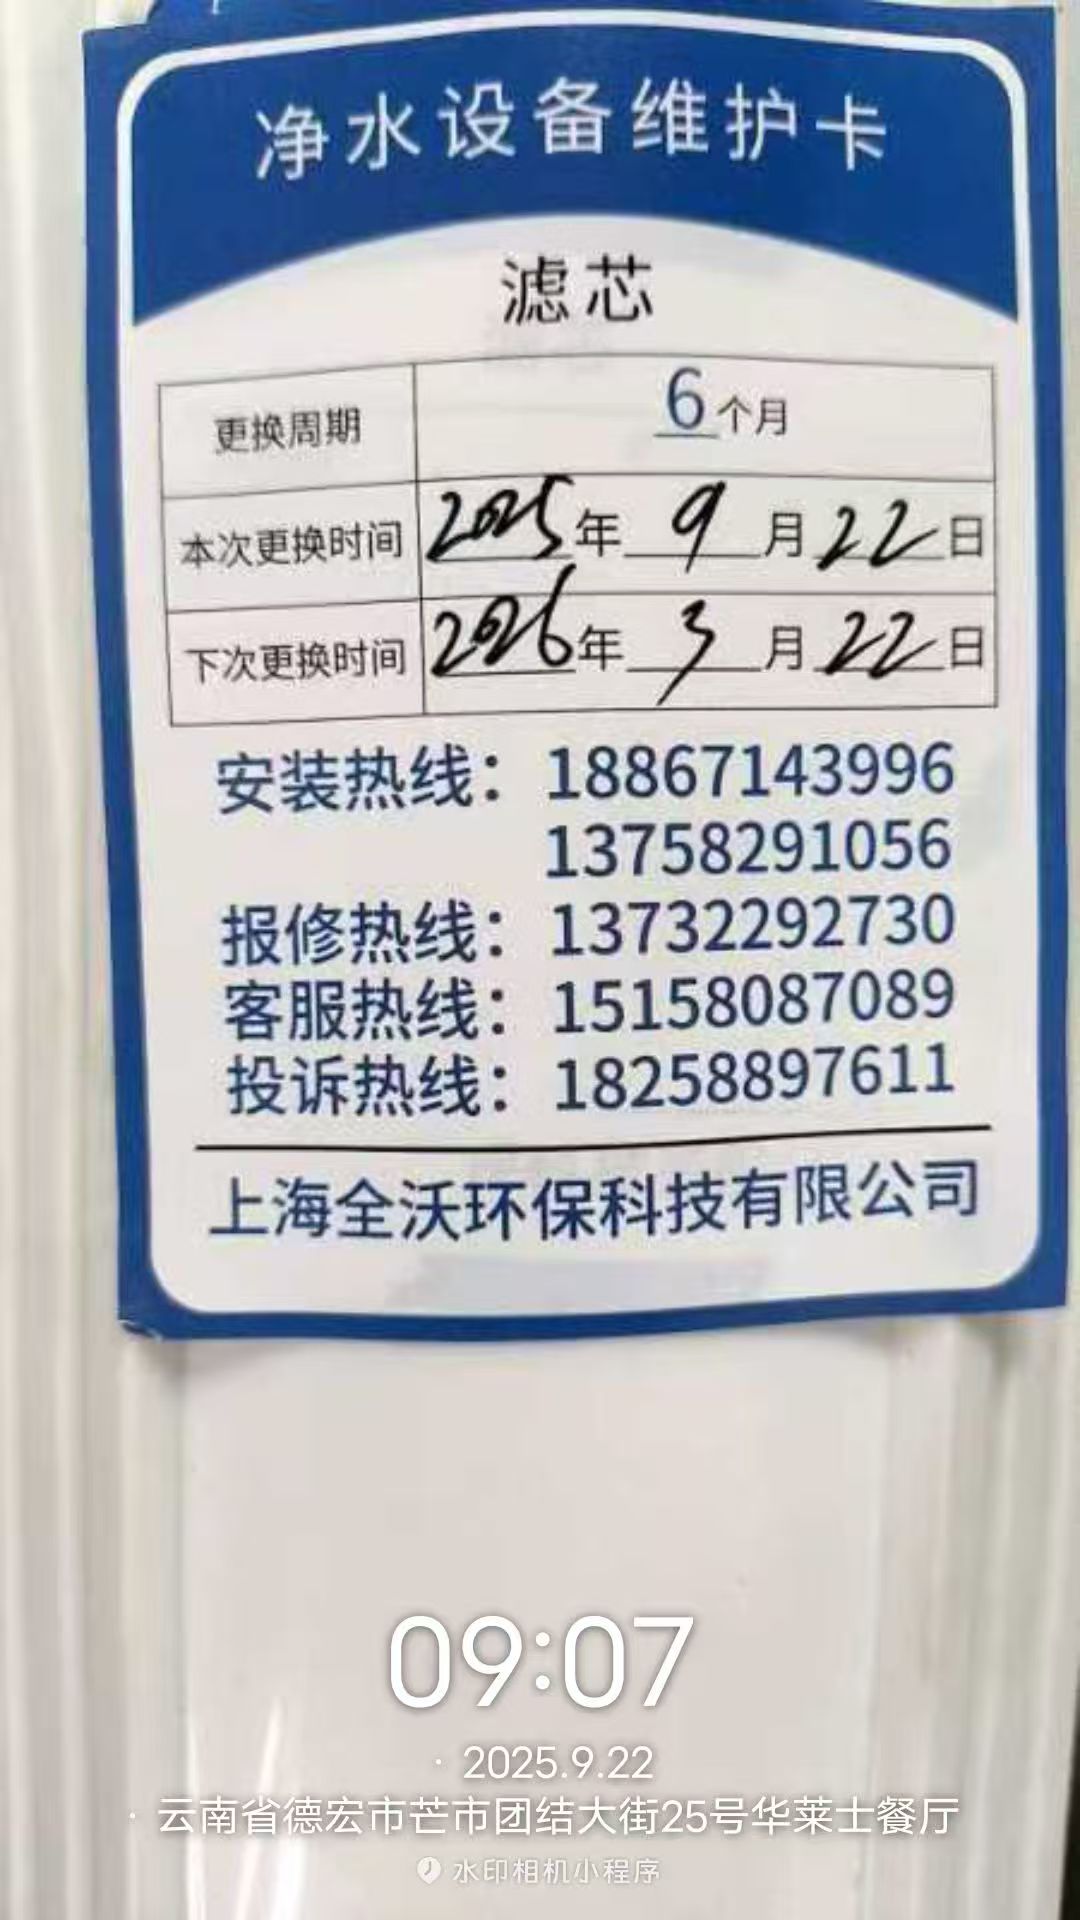 净水设备维护卡
滤芯
更换周期 6个月
本次更换时间 2025年9月22日
下次更换时间 2026年3月22日
安装热线：18867143996
13758291056
报修热线：13732292730
客服热线：15158087089
投诉热线：18258897611
上海全沃环保科技有限公司
09:07
· 2025.9.22
· 云南省德宏市芒市团结大街25号华莱士餐厅
水印相机小程序